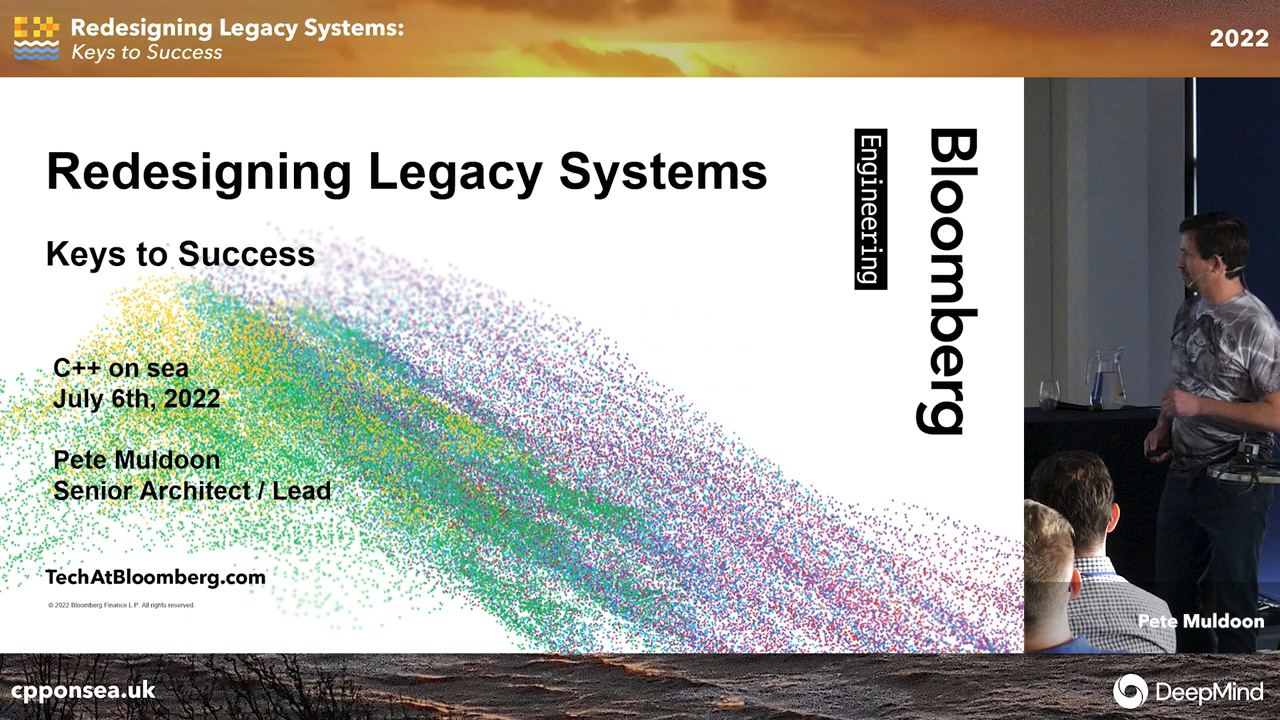 Redesigning Legacy Systems:
Keys to Success
2022
Redesigning Legacy Systems
Keys to Success
Engineering
Bloomberg
C++ on sea
July 6th, 2022
Pete Muldoon
Senior Architect / Lead
TechAtBloomberg.com
© 2022 Bloomberg Finance L.P. All rights reserved.
Pete Muldoon
cpponsea.uk
DeepMind